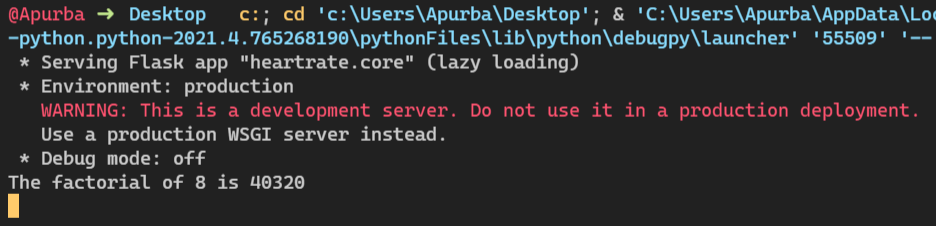 @Apurba ➜ Desktop c:; cd 'c:\Users\Apurba\Desktop'; & 'C:\Users\Apurba\AppData\Loc
-python.python-2021.4.765268190\pythonFiles\lib\python\debugpy\launcher' '55509' '--
* Serving Flask app "heartrate.core" (lazy loading)
* Environment: production
WARNING: This is a development server. Do not use it in a production deployment.
Use a production WSGI server instead.
* Debug mode: off
The factorial of 8 is 40320